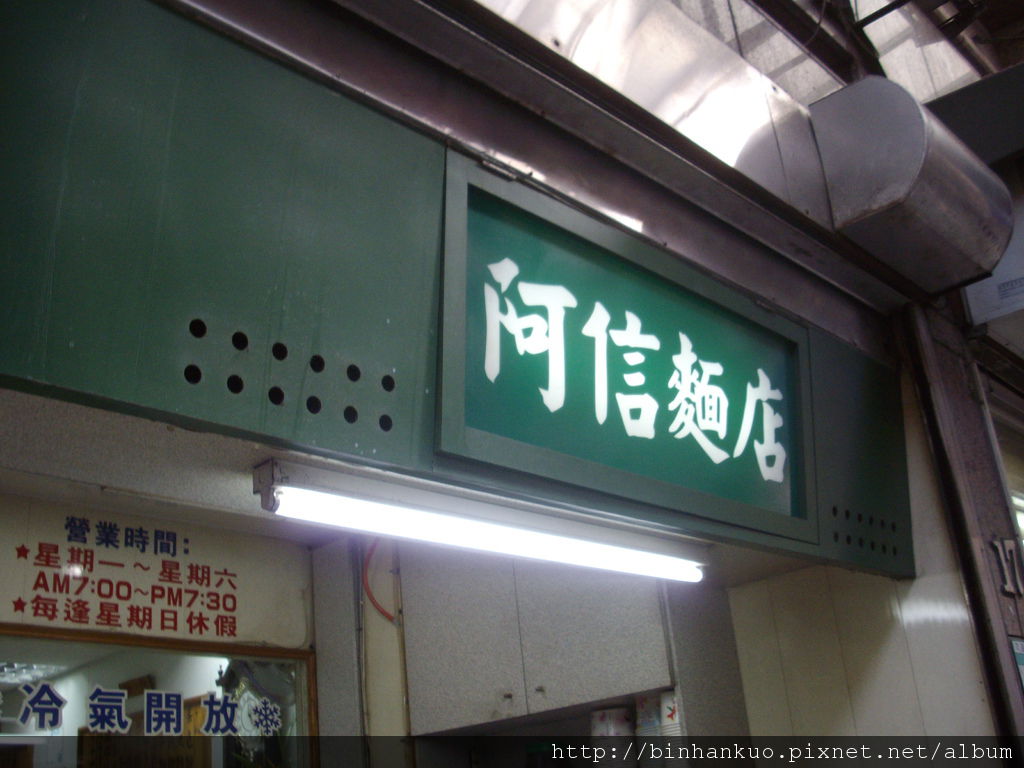 阿信麵店
營業時間:
★星期一~星期六
AM7:00~PM7:30
★每逢星期日休假
冷氣開放
17
http://binhankuo.pixnet.net/album